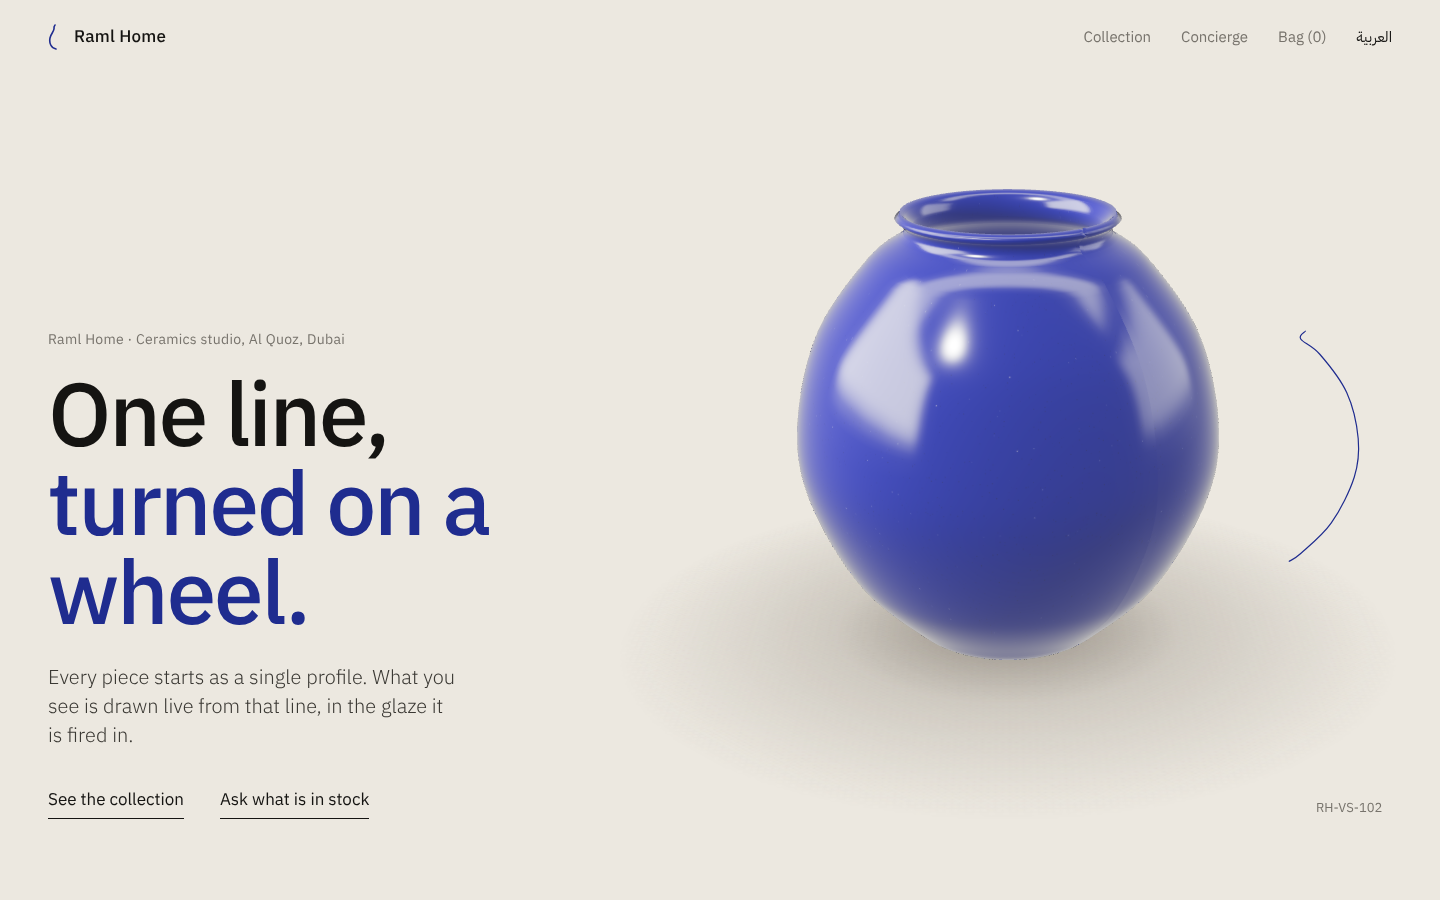 Raml Home
Collection
Concierge
Bag (0)
العربية
Raml Home · Ceramics studio, Al Quoz, Dubai
One line,
turned on a
wheel.
Every piece starts as a single profile. What you
see is drawn live from that line, in the glaze it
is fired in.
See the collection
Ask what is in stock
RH-VS-102